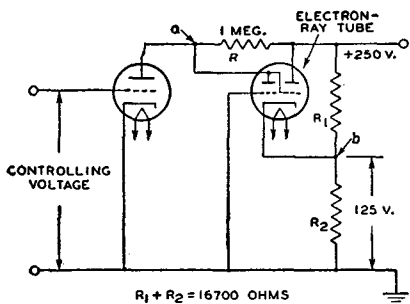 ELECTRON-
RAY TUBE
a
1 MEG.
R
+250 V.
R1
b
CONTROLLING
VOLTAGE
125 V.
R2
R1 + R2 = 16700 OHMS